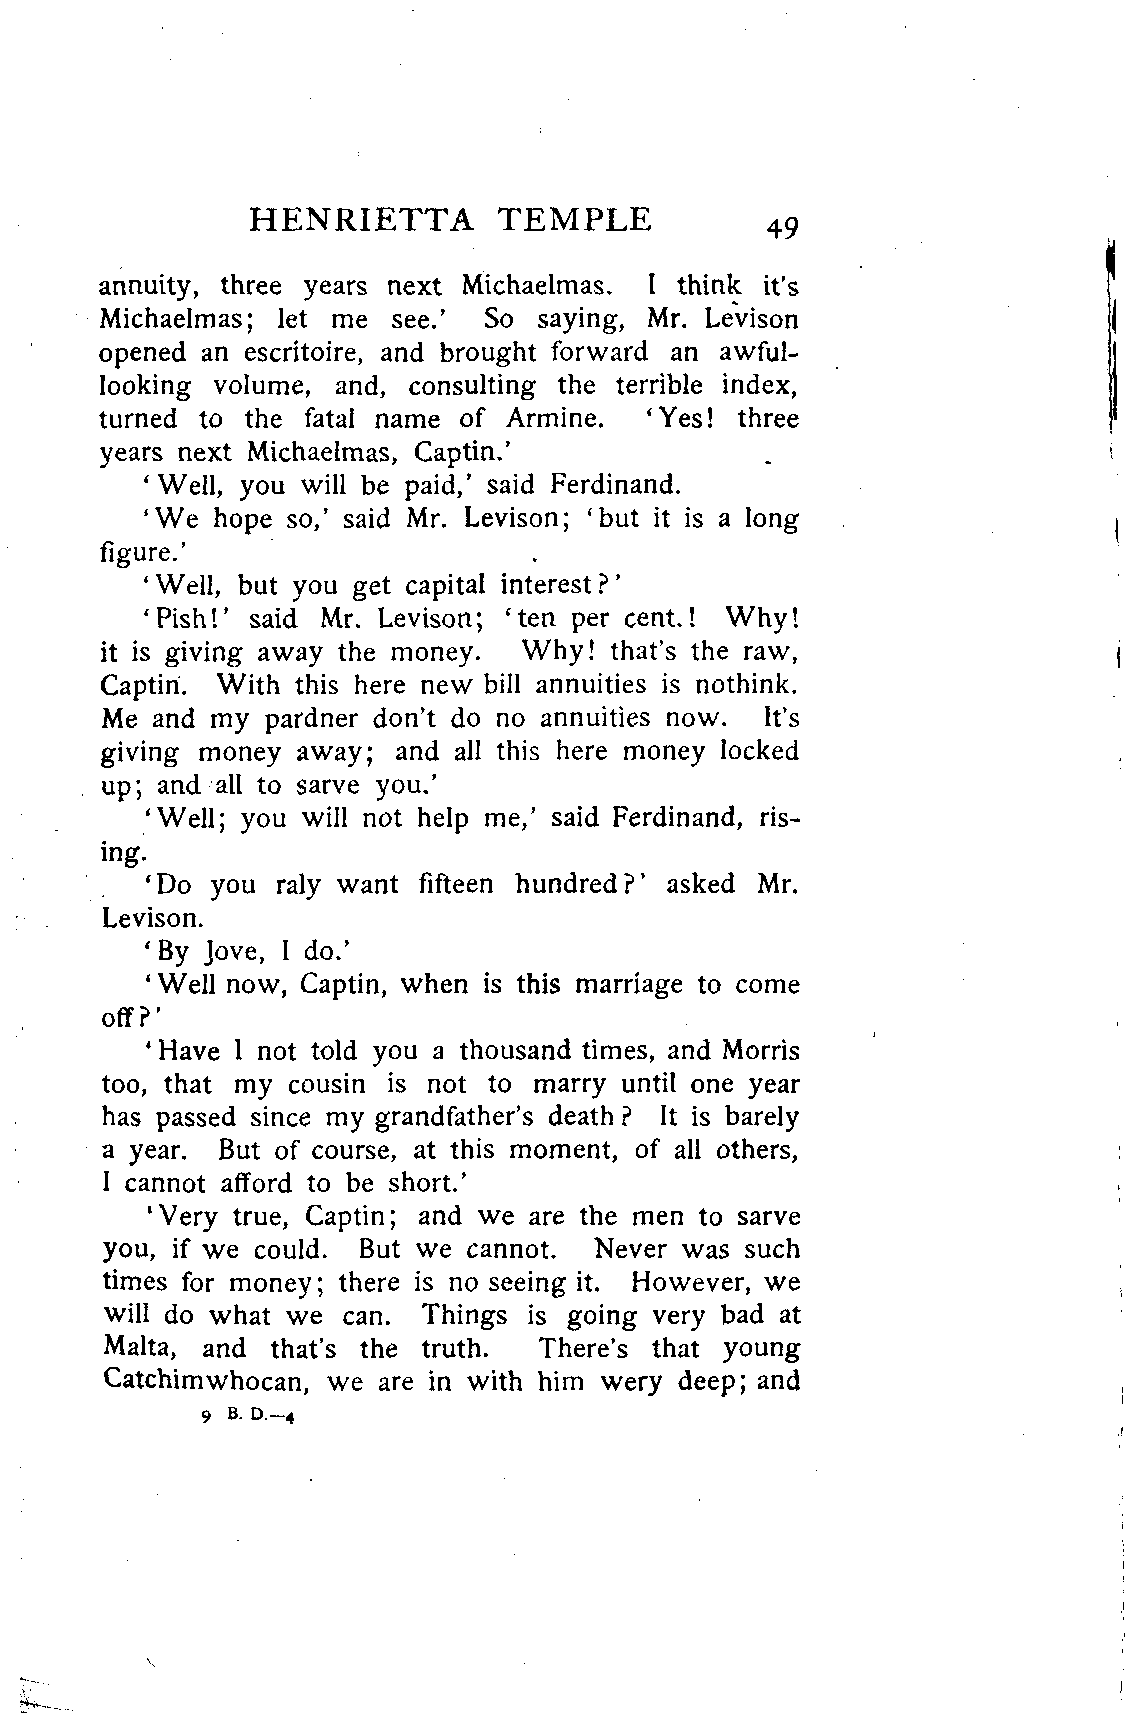 HENRIETTA TEMPLE 49
annuity, three years next Michaelmas. I think it's
Michaelmas; let me see.' So saying, Mr. Levison
opened an escritoire, and brought forward an awful-
looking volume, and, consulting the terrible index,
turned to the fatal name of Armine. 'Yes! three
years next Michaelmas, Captin.'
'Well, you will be paid,' said Ferdinand.
'We hope so,' said Mr. Levison; 'but it is a long
figure.'
'Well, but you get capital interest?'
'Pish!' said Mr. Levison; 'ten per cent.! Why!
it is giving away the money. Why! that's the raw,
Captin. With this here new bill annuities is nothink.
Me and my pardner don't do no annuities now. It's
giving money away; and all this here money locked
up; and all to sarve you.'
'Well; you will not help me,' said Ferdinand, ris-
ing.
'Do you raly want fifteen hundred?' asked Mr.
Levison.
'By Jove, I do.'
'Well now, Captin, when is this marriage to come
off?'
'Have I not told you a thousand times, and Morris
too, that my cousin is not to marry until one year
has passed since my grandfather's death? It is barely
a year. But of course, at this moment, of all others,
I cannot afford to be short.'
'Very true, Captin; and we are the men to sarve
you, if we could. But we cannot. Never was such
times for money; there is no seeing it. However, we
will do what we can. Things is going very bad at
Malta, and that's the truth. There's that young
Catchimwhocan, we are in with him wery deep; and
9 B. D.—4